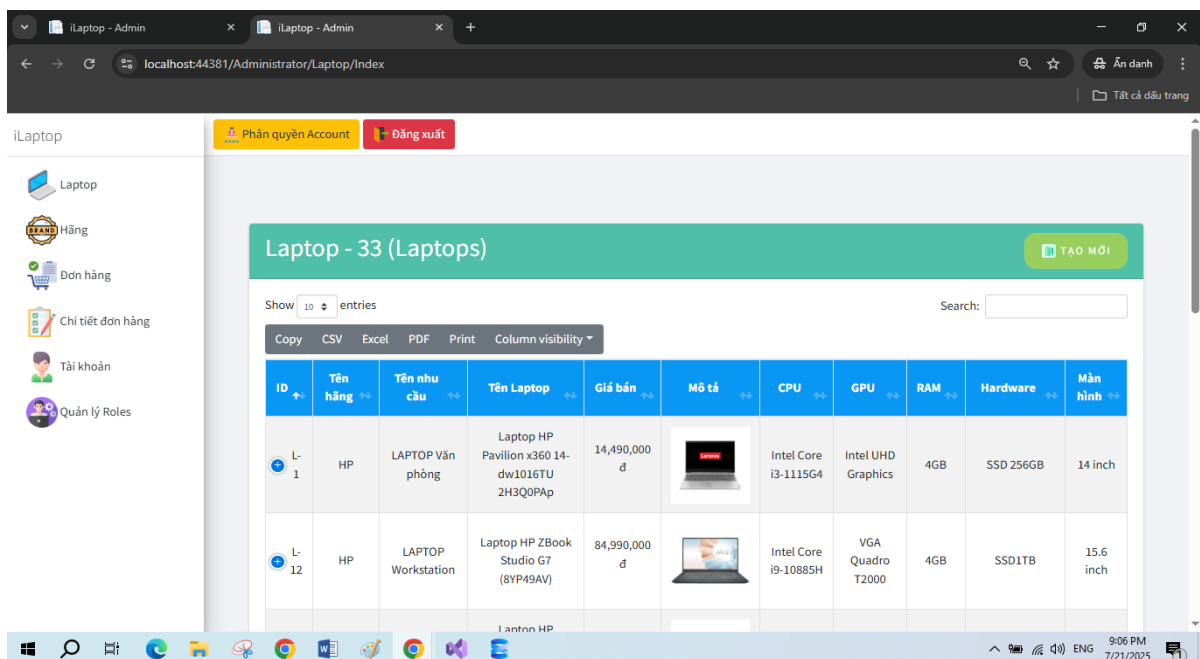 iLaptop - Admin
iLaptop - Admin
localhost:44381/Administrator/Laptop/Index
Ẩn danh
Tất cả dấu trang
iLaptop
Phân quyền Account
Đăng xuất
Laptop
BRAND
Hãng
Đơn hàng
Chi tiết đơn hàng
Tài khoản
Quản lý Roles
Laptop - 33 (Laptops)
TẠO MỚI
Show 10 entries
Search:
Copy CSV Excel PDF Print Column visibility
ID
Tên hãng
Tên nhu cầu
Tên Laptop
Giá bán
Mô tả
CPU
GPU
RAM
Hardware
Màn hình
L-1
HP
LAPTOP Văn phòng
Laptop HP Pavilion x360 14-dw1016TU 2H3Q0PAp
14,490,000 đ
Lenovo
Intel Core i3-1115G4
Intel UHD Graphics
4GB
SSD 256GB
14 inch
L-12
HP
LAPTOP Workstation
Laptop HP ZBook Studio G7 (8YP49AV)
84,990,000 đ
Intel Core i9-10885H
VGA Quadro T2000
4GB
SSD1TB
15.6 inch
Laptop HP
ENG
9:06 PM
7/21/2025